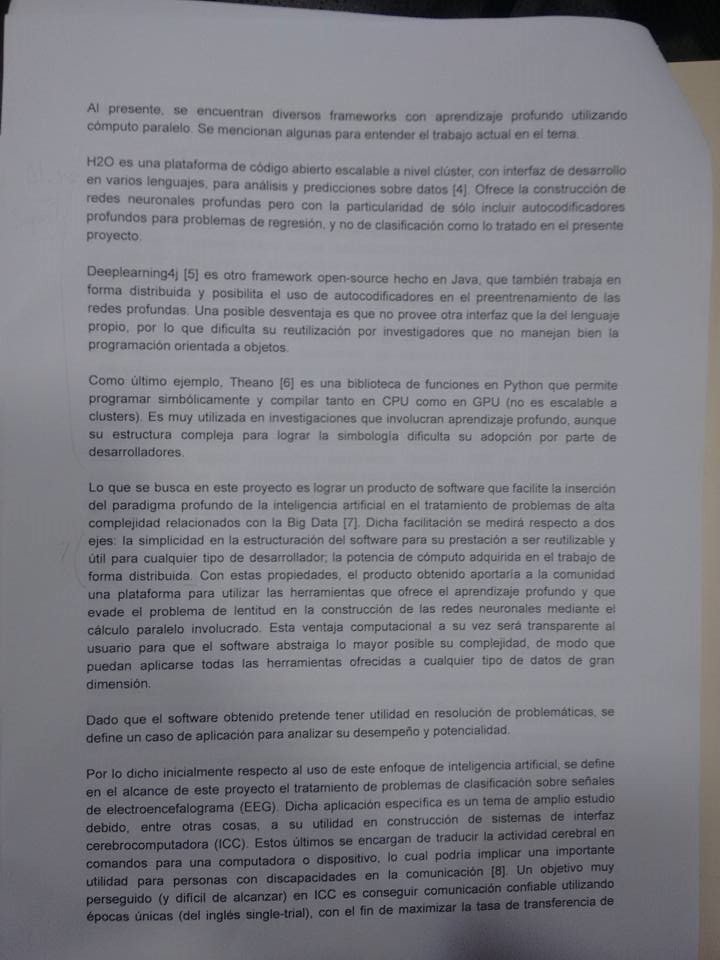 Al presente, se encuentran diversos frameworks con aprendizaje profundo utilizando
cómputo paralelo. Se mencionan algunas para entender el trabajo actual en el tema.
H2O es una plataforma de código abierto escalable a nivel clúster, con interfaz de desarrollo
en varios lenguajes, para análisis y predicciones sobre datos [4]. Ofrece la construcción de
redes neuronales profundas pero con la particularidad de sólo incluir autocodificadores
profundos para problemas de regresión, y no de clasificación como lo tratado en el presente
proyecto.
Deeplearning4j [5] es otro framework open-source hecho en Java, que también trabaja en
forma distribuida y posibilita el uso de autocodificadores en el preentrenamiento de las
redes profundas. Una posible desventaja es que no provee otra interfaz que la del lenguaje
propio, por lo que dificulta su reutilización por investigadores que no manejan bien la
programación orientada a objetos.
Como último ejemplo, Theano [6] es una biblioteca de funciones en Python que permite
programar simbólicamente y compilar tanto en CPU como en GPU (no es escalable a
clusters). Es muy utilizada en investigaciones que involucran aprendizaje profundo, aunque
su estructura compleja para lograr la simbología dificulta su adopción por parte de
desarrolladores.
Lo que se busca en este proyecto es lograr un producto de software que facilite la inserción
del paradigma profundo de la inteligencia artificial en el tratamiento de problemas de alta
complejidad relacionados con la Big Data [7]. Dicha facilitación se medirá respecto a dos
ejes: la simplicidad en la estructuración del software para su prestación a ser reutilizable y
útil para cualquier tipo de desarrollador; la potencia de cómputo adquirida en el trabajo de
forma distribuida. Con estas propiedades, el producto obtenido aportaría a la comunidad
una plataforma para utilizar las herramientas que ofrece el aprendizaje profundo y que
evade el problema de lentitud en la construcción de las redes neuronales mediante el
cálculo paralelo involucrado. Esta ventaja computacional a su vez será transparente al
usuario para que el software abstraiga lo mayor posible su complejidad, de modo que
puedan aplicarse todas las herramientas ofrecidas a cualquier tipo de datos de gran
dimensión.
Dado que el software obtenido pretende tener utilidad en resolución de problemáticas, se
define un caso de aplicación para analizar su desempeño y potencialidad.
Por lo dicho inicialmente respecto al uso de este enfoque de inteligencia artificial, se define
en el alcance de este proyecto el tratamiento de problemas de clasificación sobre señales
de electroencefalograma (EEG). Dicha aplicación específica es un tema de amplio estudio
debido, entre otras cosas, a su utilidad en construcción de sistemas de interfaz
cerebrocomputadora (ICC). Estos últimos se encargan de traducir la actividad cerebral en
comandos para una computadora o dispositivo, lo cual podría implicar una importante
utilidad para personas con discapacidades en la comunicación [8]. Un objetivo muy
perseguido (y difícil de alcanzar) en ICC es conseguir comunicación confiable utilizando
épocas únicas (del inglés single-trial), con el fin de maximizar la tasa de transferencia de